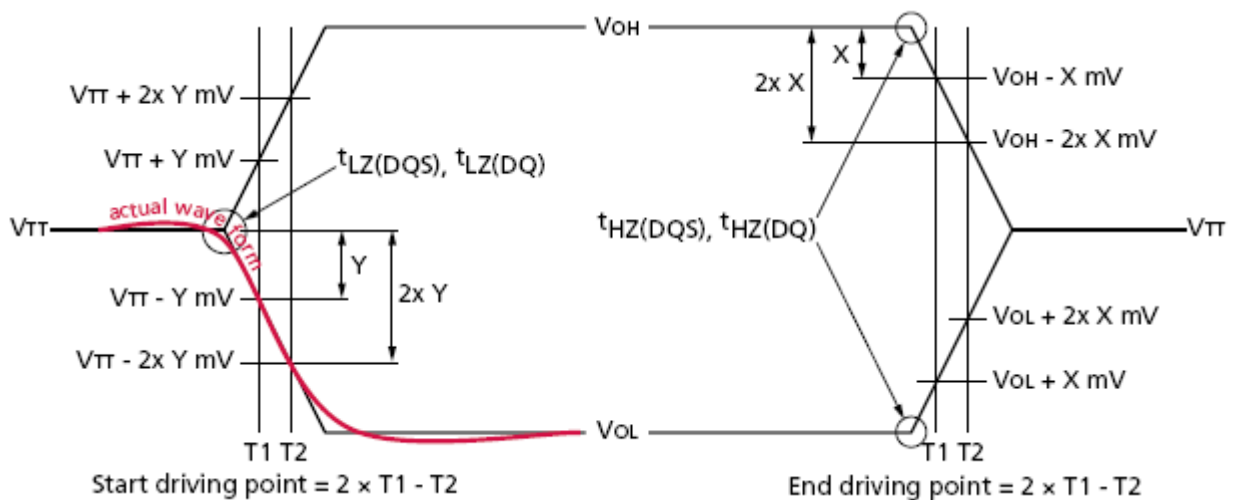 VOH
X
2x X
VOH - X mV
VOH - 2x X mV
VTT + 2x Y mV
VTT + Y mV
tLZ(DQS), tLZ(DQ)
actual wave form
VTT
tHZ(DQS), tHZ(DQ)
VTT
Y
2x Y
VTT - Y mV
VTT - 2x Y mV
VOL + 2x X mV
VOL + X mV
VOL
T1 T2
T1 T2
Start driving point = 2 × T1 - T2
End driving point = 2 × T1 - T2